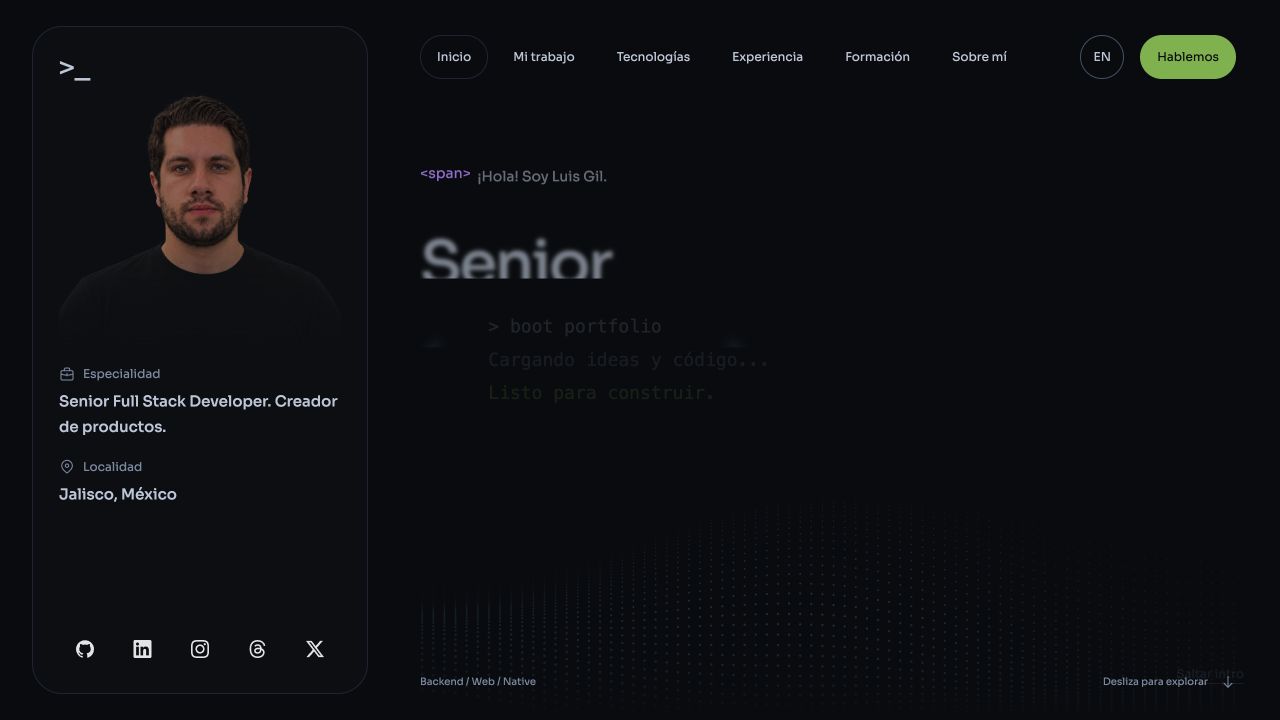 >_
Especialidad
Senior Full Stack Developer. Creador
de productos.
Localidad
Jalisco, México
Inicio Mi trabajo Tecnologías Experiencia Formación Sobre mí EN Hablemos
<span> ¡Hola! Soy Luis Gil.
Senior
> boot portfolio
Cargando ideas y código...
Listo para construir.
Saltar intro
Backend / Web / Native
Desliza para explorar